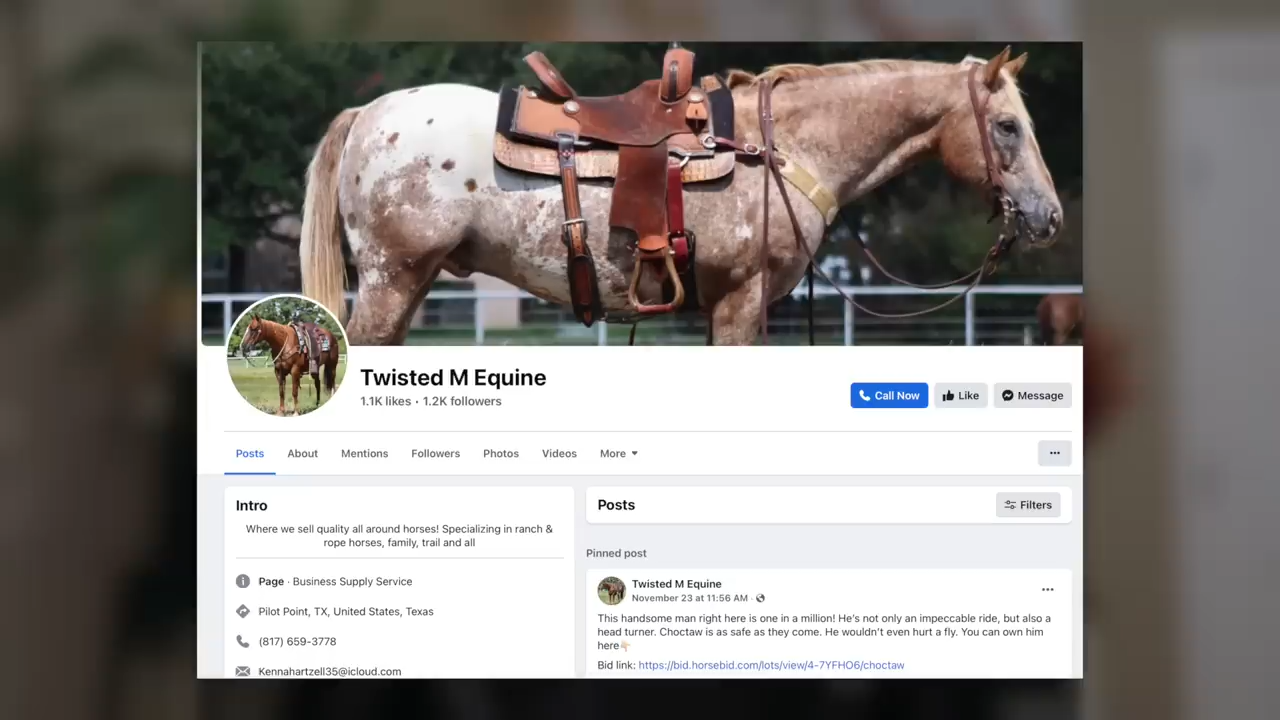 Twisted M Equine
1.1K likes • 1.2K followers
Call Now
Like
Message
Posts
About
Mentions
Followers
Photos
Videos
More
Intro
Where we sell quality all around horses! Specializing in ranch &
rope horses, family, trail and all
Page · Business Supply Service
Pilot Point, TX, United States, Texas
(817) 659-3778
Kennahartzell35@icloud.com
Posts
Filters
Pinned post
Twisted M Equine
November 23 at 11:56 AM ·
This handsome man right here is one in a million! He's not only an impeccable ride, but also a
head turner. Choctaw is as safe as they come. He wouldn't even hurt a fly. You can own him
here👇🏻
Bid link: https://bid.horsebid.com/lots/view/4-7YFHO6/choctaw